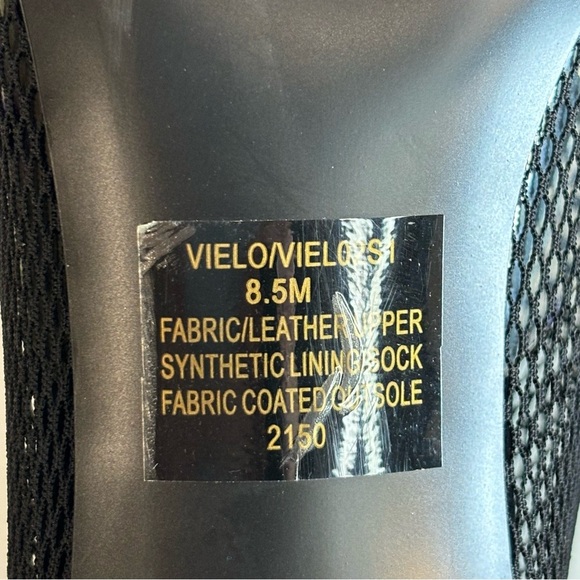 VIELO/VIEL02S1
8.5M
FABRIC/LEATHER UPPER
SYNTHETIC LINING/SOCK
FABRIC COATED OUTSOLE
2150